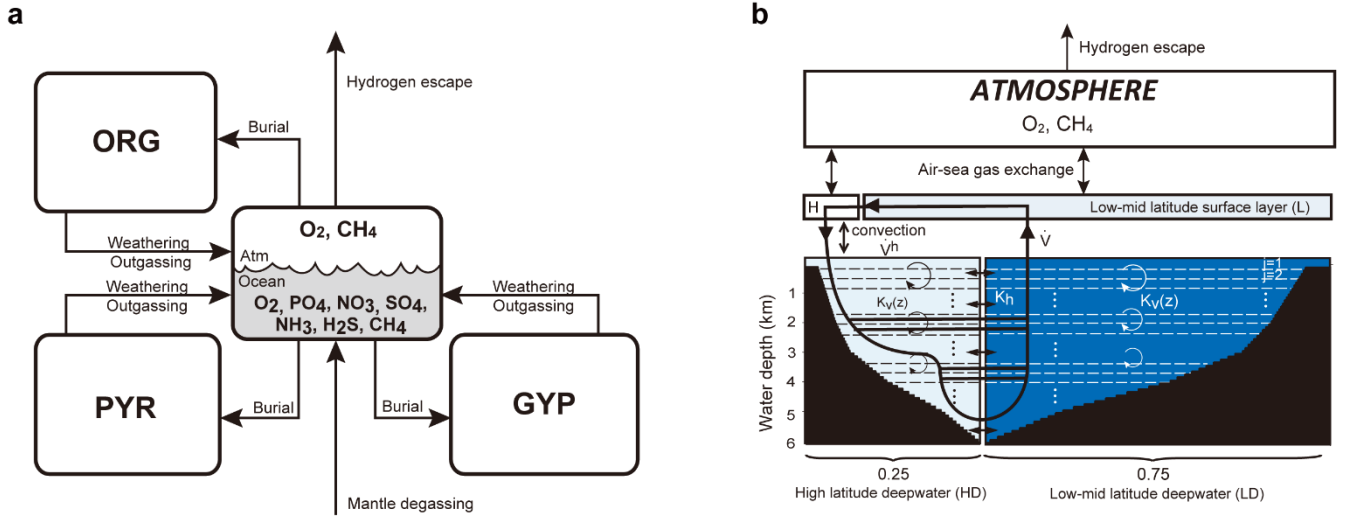 a
Hydrogen escape
ORG
Burial
Weathering
Outgassing
O₂, CH₄
Atm
Ocean
O₂, PO₄, NO₃, SO₄,
NH₃, H₂S, CH₄
Weathering
Outgassing
Weathering
Outgassing
PYR
Burial
Burial
GYP
Mantle degassing
b
Hydrogen escape
ATMOSPHERE
O₂, CH₄
Air-sea gas exchange
H
Low-mid latitude surface layer (L)
convection
V̇ʰ
V̇
j=1
j=2
Kᵥ(z)
Kₕ
Kᵥ(z)
Water depth (km)
1
2
3
4
5
6
0.25
High latitude deepwater (HD)
0.75
Low-mid latitude deepwater (LD)